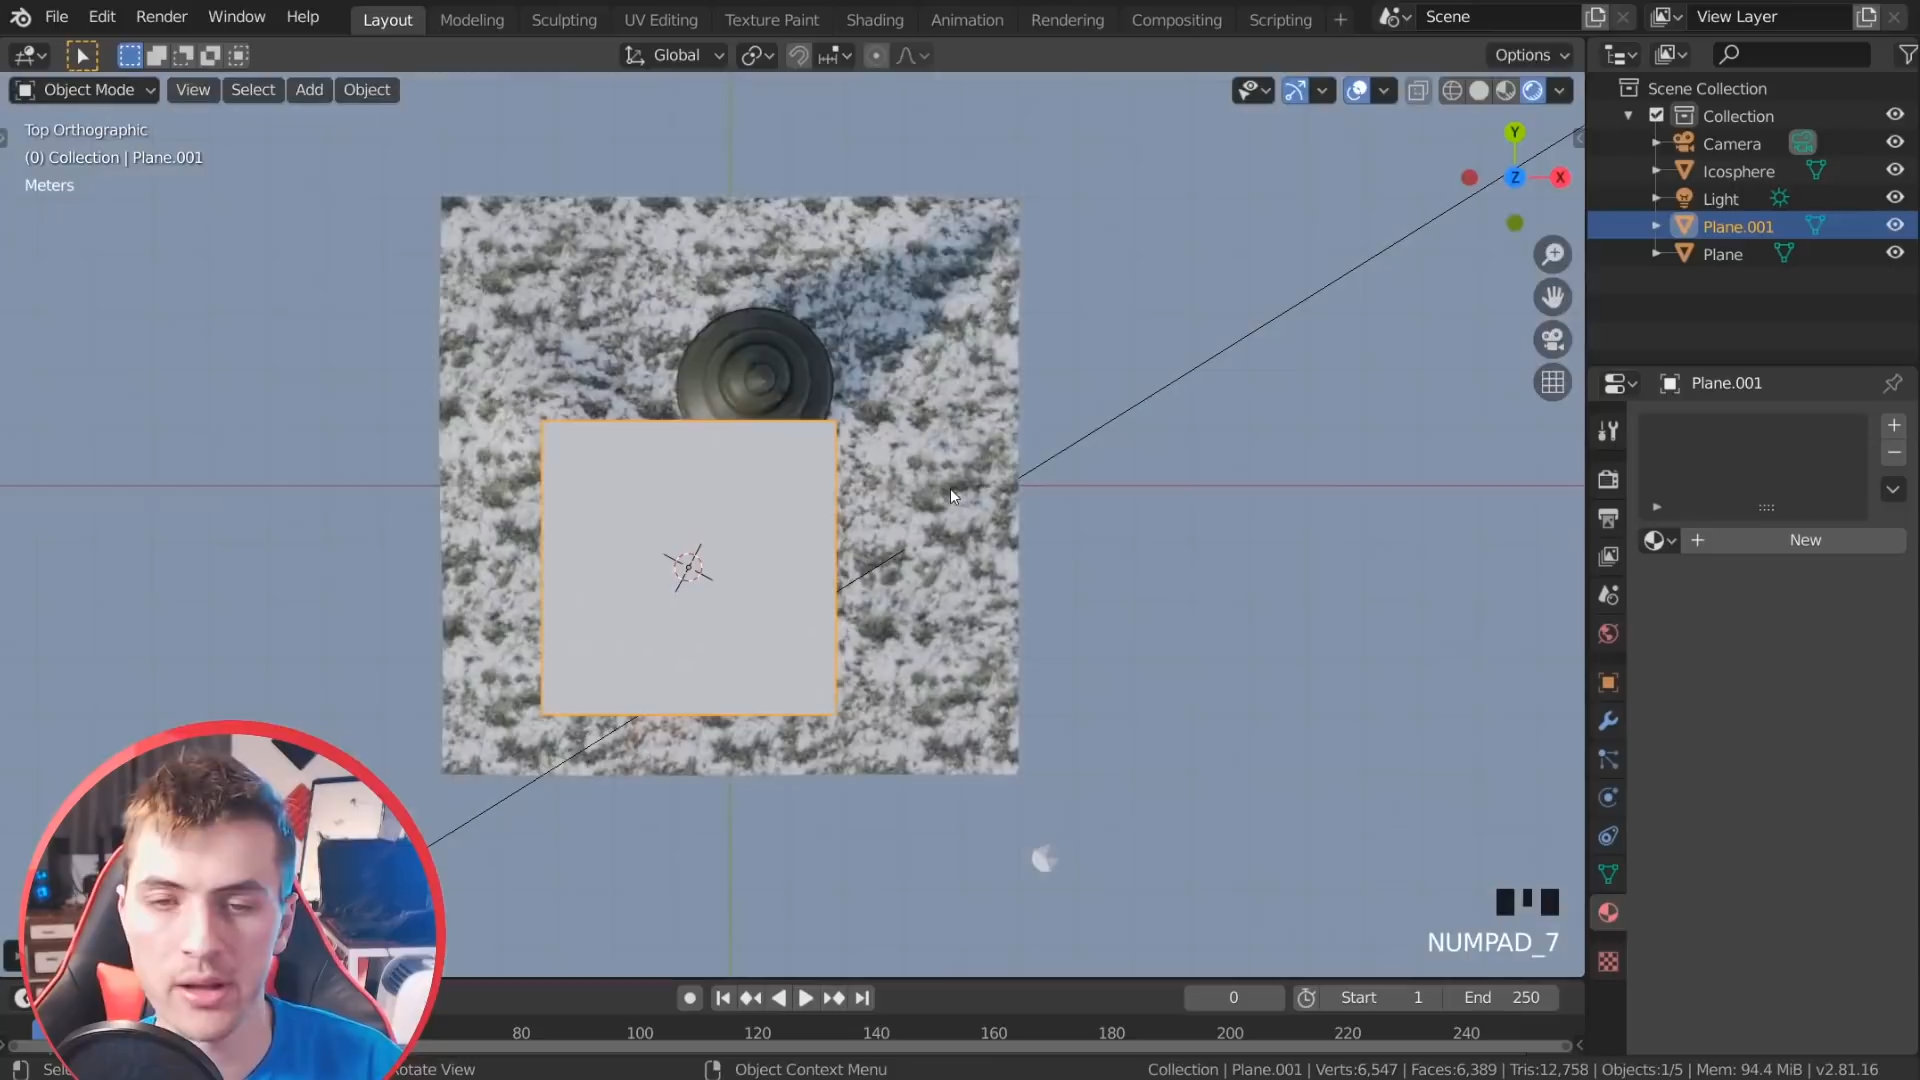 File Edit Render Window Help Layout Modeling Sculpting UV Editing Texture Paint Shading Animation Rendering Compositing Scripting + Scene View Layer
Global Options
Object Mode View Select Add Object
Top Orthographic
(0) Collection | Plane.001
Meters
Y
Z
X
Scene Collection
Collection
Camera
Icosphere
Light
Plane.001
Plane
Plane.001
+ New
NUMPAD_7
0 Start 1 End 250
80 100 120 140 160 180 200 220 240
Sele
Rotate View
Object Context Menu
Collection | Plane.001 | Verts:6,547 | Faces:6,389 | Tris:12,758 | Objects:1/5 | Mem: 94.4 MiB | v2.81.16